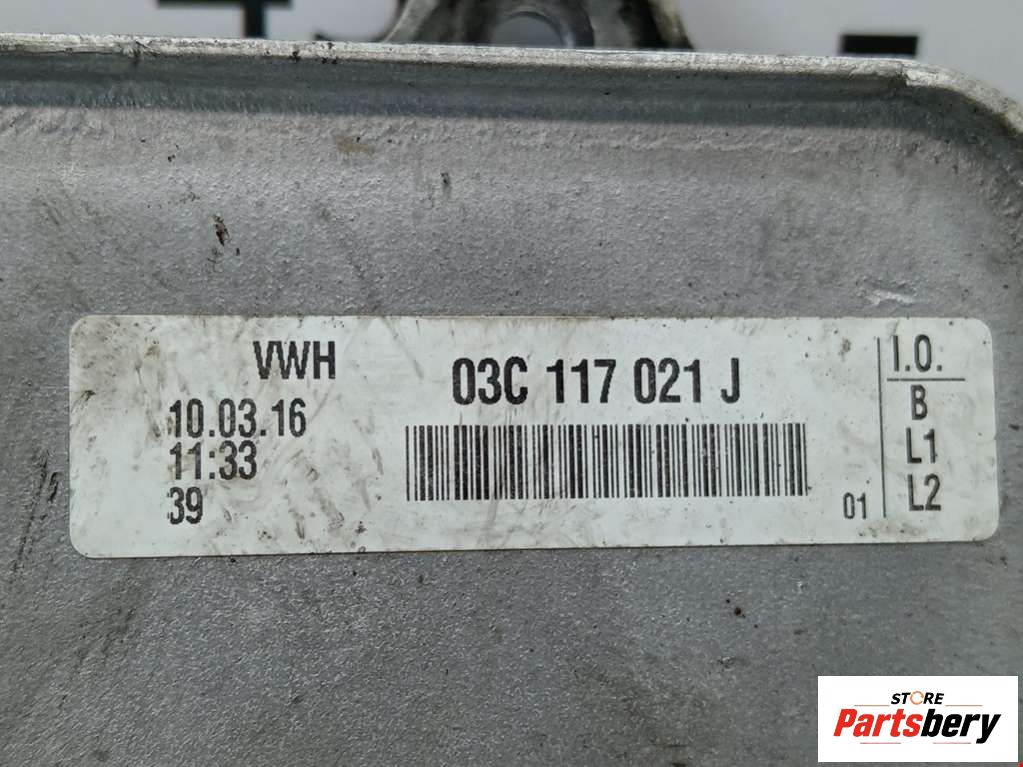 VWH
10.03.16
11:33
39
03C 117 021 J
01
I.O.
B
L1
L2
STORE
Partsbery